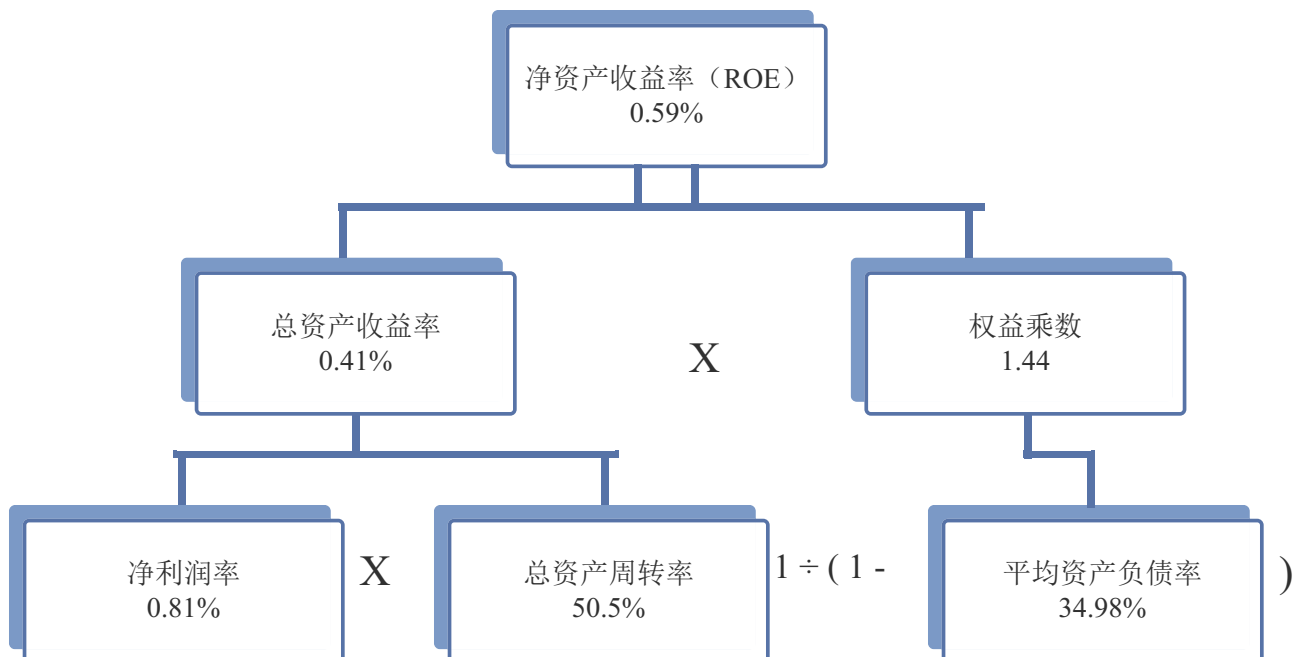 净资产收益率（ROE）
0.59%
总资产收益率
0.41%
X
权益乘数
1.44
净利润率
0.81%
X
总资产周转率
50.5%
1 ÷ ( 1 -
平均资产负债率
34.98%
)